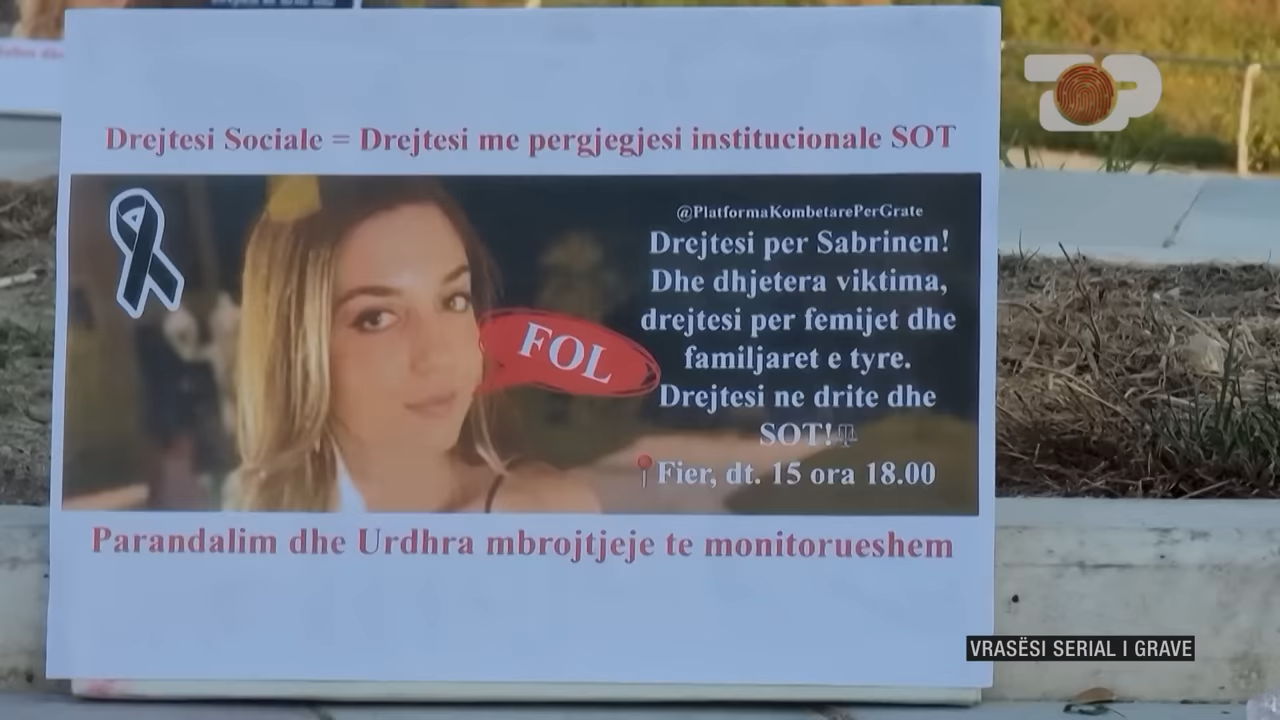 Drejtesi Sociale = Drejtesi me pergjegjesi institucionale SOT
@PlatformaKombetarePerGrate
Drejtesi per Sabrinen!
Dhe dhjetera viktima,
drejtesi per femijet dhe
familjaret e tyre.
Drejtesi ne drite dhe
SOT!
Fier, dt. 15 ora 18.00
FOL
Parandalim dhe Urdhra mbrojtjeje te monitorueshem
VRASËSI SERIAL I GRAVE